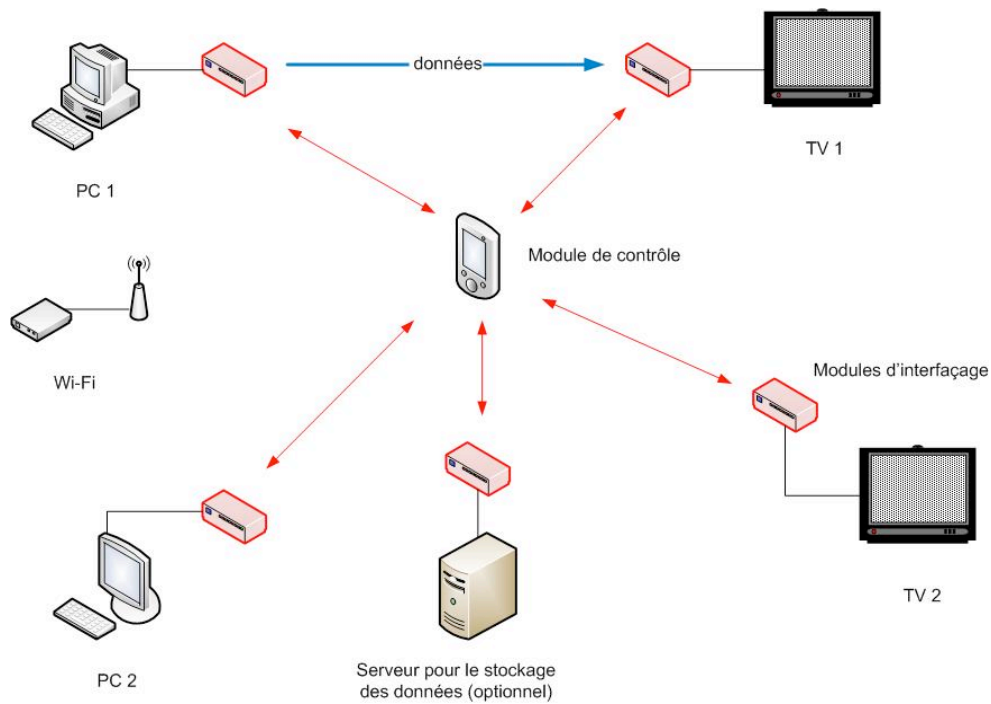 données
TV 1
PC 1
Module de contrôle
Wi-Fi
Modules d'interfaçage
TV 2
PC 2
Serveur pour le stockage
des données (optionnel)